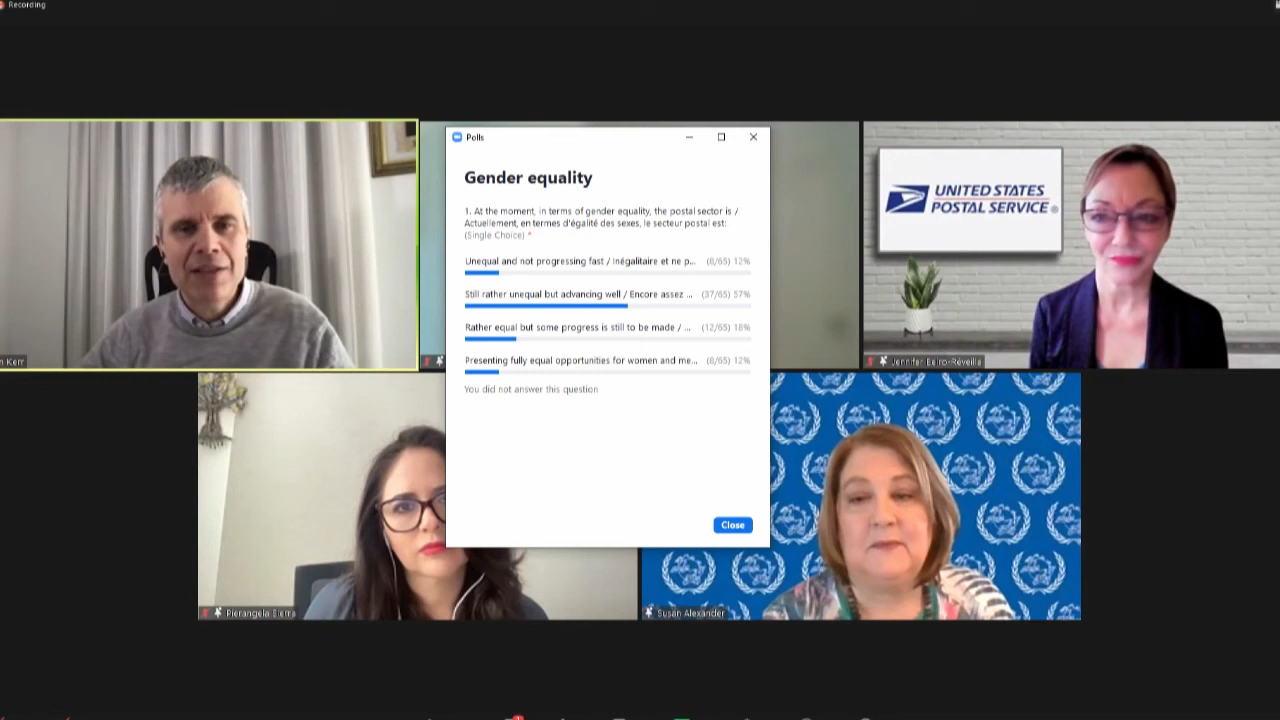 Recording
Polls
Gender equality
1. At the moment, in terms of gender equality, the postal sector is /
Actuellement, en termes d'égalité des sexes, le secteur postal est:
(Single Choice) *
Unequal and not progressing fast / Inégalitaire et ne p... (8/65) 12%
Still rather unequal but advancing well / Encore assez ... (37/65) 57%
Rather equal but some progress is still to be made / ... (12/65) 18%
Presenting fully equal opportunities for women and me... (8/65) 12%
You did not answer this question
Close
UNITED STATES
POSTAL SERVICE®
n Kerr
Jennifer Beiro-Réveillé
Pierangela Sierra
Susan Alexander